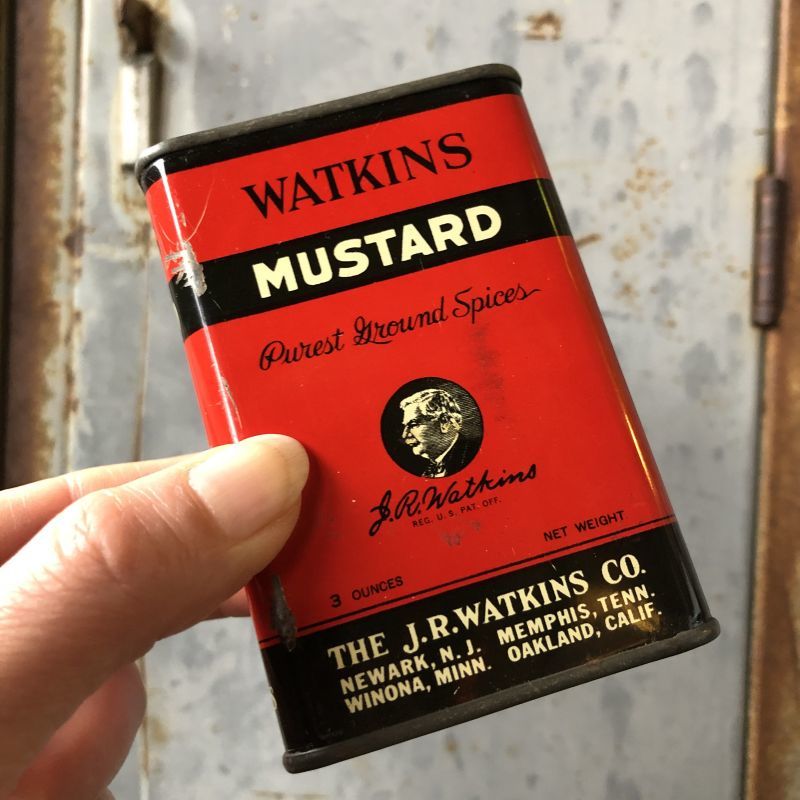 WATKINS
MUSTARD
Purest Ground Spices
J.R. Watkins
REG. U.S. PAT. OFF.
3 OUNCES NET WEIGHT
THE J.R.WATKINS CO.
NEWARK, N. J. MEMPHIS, TENN.
WINONA, MINN. OAKLAND, CALIF.